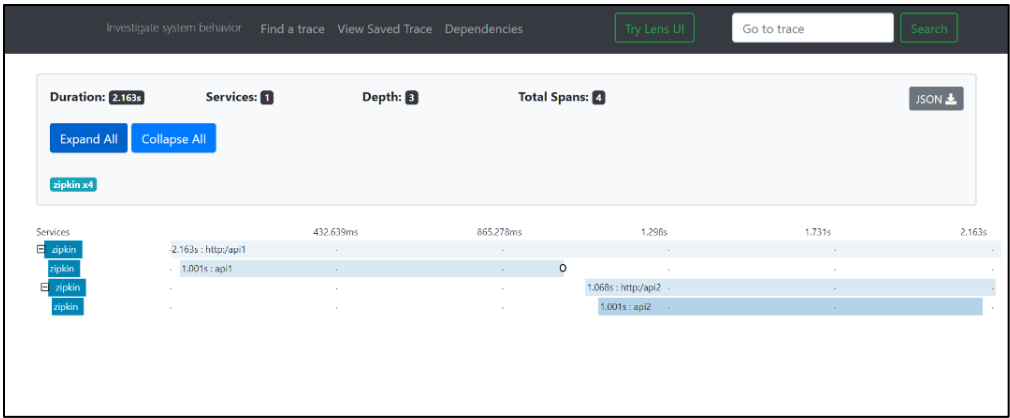 Investigate system behavior Find a trace View Saved Trace Dependencies Try Lens UI Go to trace Search
Duration: 2.163s Services: 1 Depth: 3 Total Spans: 4 JSON
Expand All Collapse All
zipkin x4
Services 432.639ms 865.278ms 1.298s 1.731s 2.163s
zipkin 2.163s : http:/api1
zipkin 1.001s : api1
zipkin 1.068s : http:/api2
zipkin 1.001s : api2